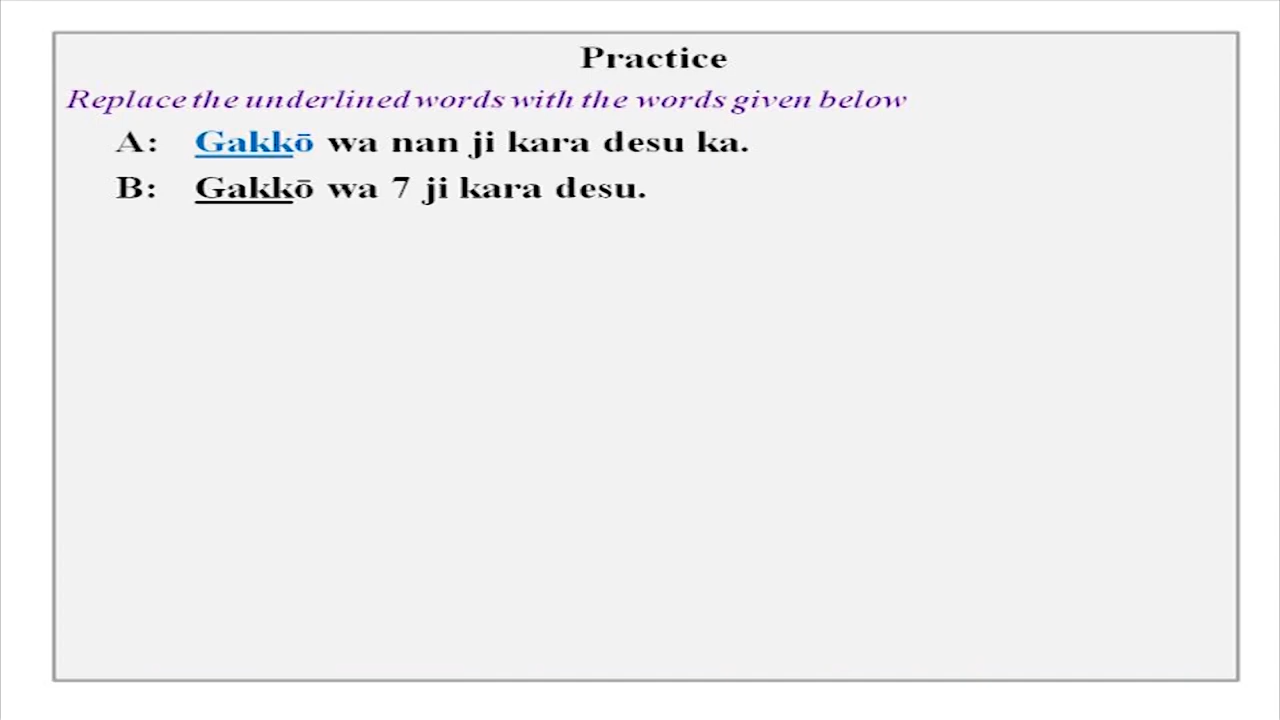 Practice
Replace the underlined words with the words given below
A: Gakkō wa nan ji kara desu ka.
B: Gakkō wa 7 ji kara desu.